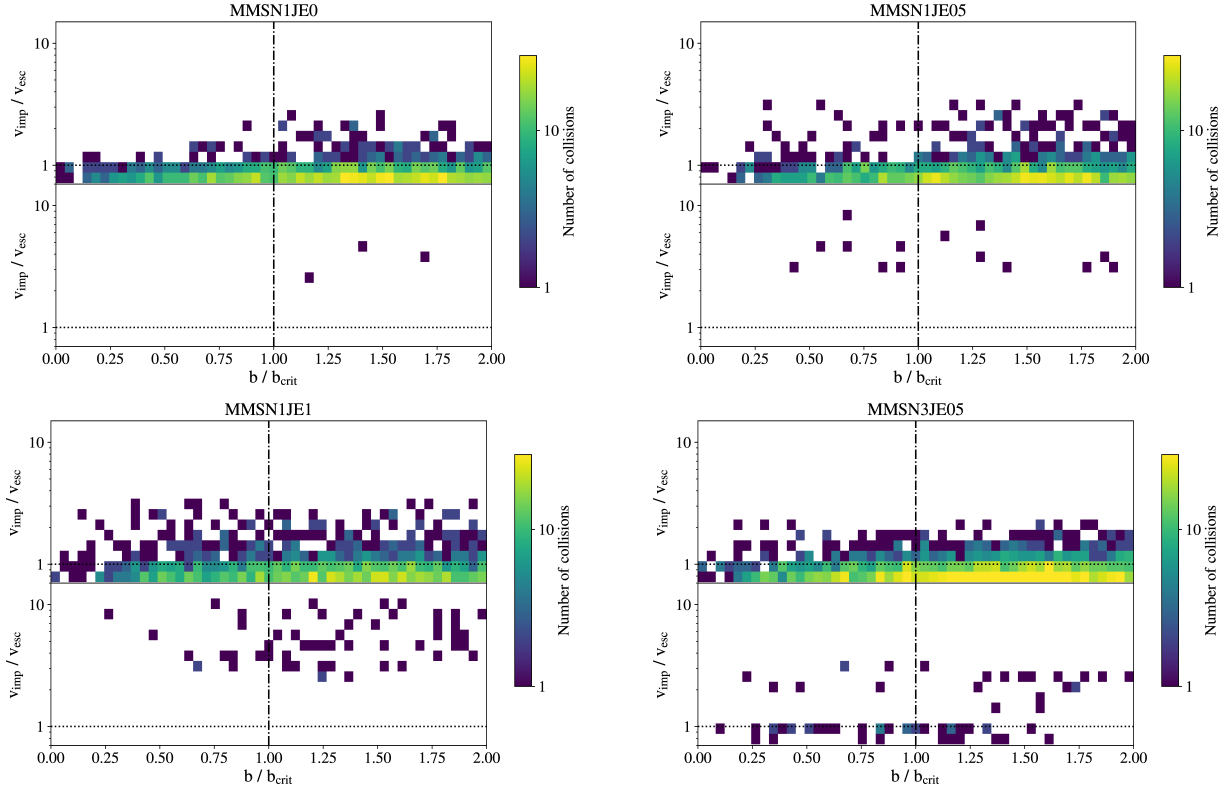 MMSN1JE0
10
1
v_imp / v_esc
10
1
v_imp / v_esc
0.00 0.25 0.50 0.75 1.00 1.25 1.50 1.75 2.00
b / b_crit
10
1
Number of collisions
MMSN1JE05
10
1
v_imp / v_esc
10
1
v_imp / v_esc
0.00 0.25 0.50 0.75 1.00 1.25 1.50 1.75 2.00
b / b_crit
10
1
Number of collisions
MMSN1JE1
10
1
v_imp / v_esc
10
1
v_imp / v_esc
0.00 0.25 0.50 0.75 1.00 1.25 1.50 1.75 2.00
b / b_crit
10
1
Number of collisions
MMSN3JE05
10
1
v_imp / v_esc
10
1
v_imp / v_esc
0.00 0.25 0.50 0.75 1.00 1.25 1.50 1.75 2.00
b / b_crit
10
1
Number of collisions